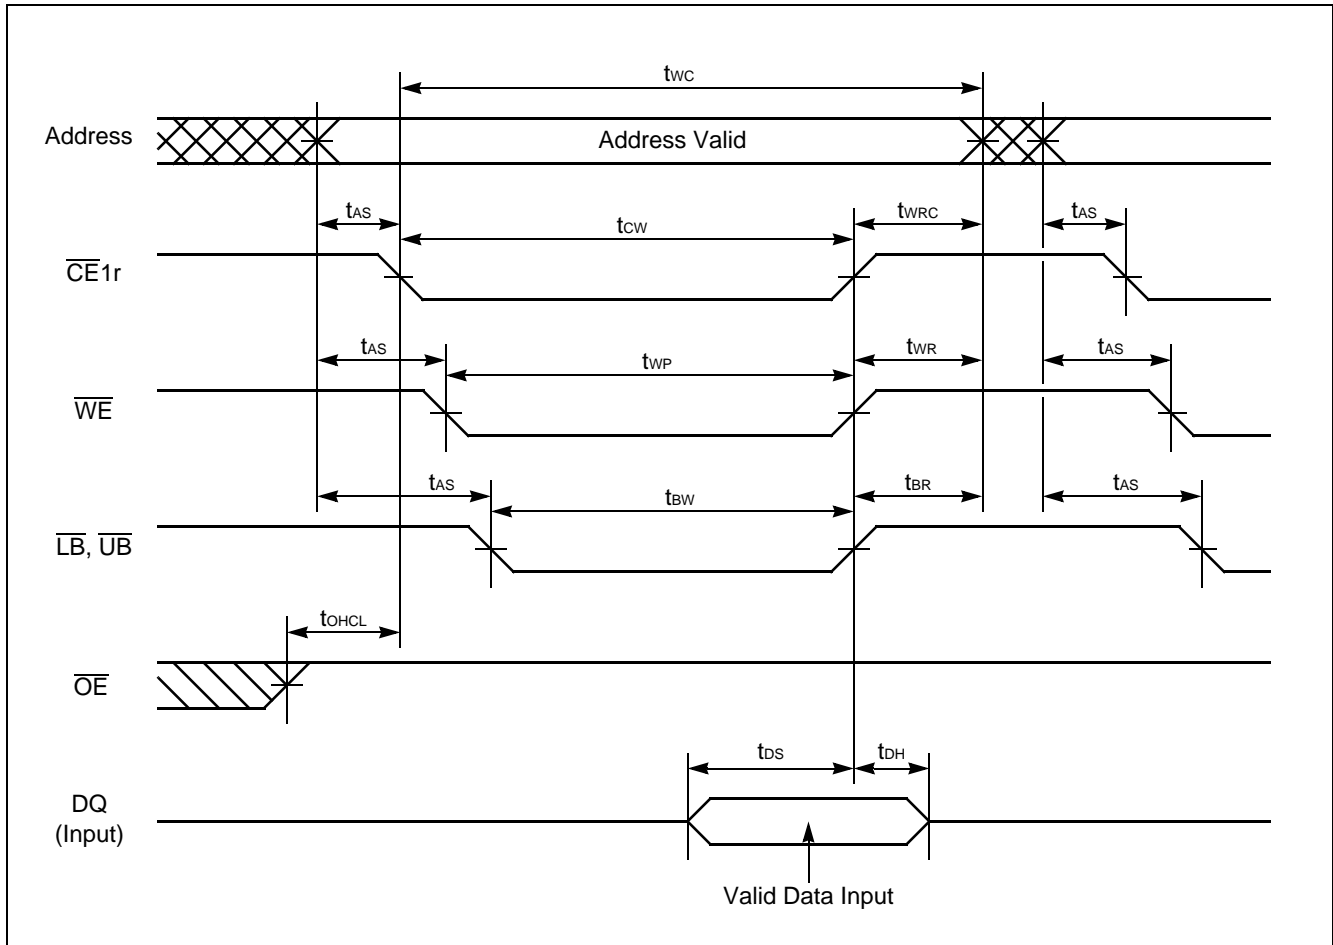 tWC
Address
Address Valid
tAS
tCW
tWRC
tAS
CE1r
tAS
tWP
tWR
tAS
WE
tAS
tBW
tBR
tAS
LB, UB
tOHCL
OE
tDS
tDH
DQ
(Input)
Valid Data Input